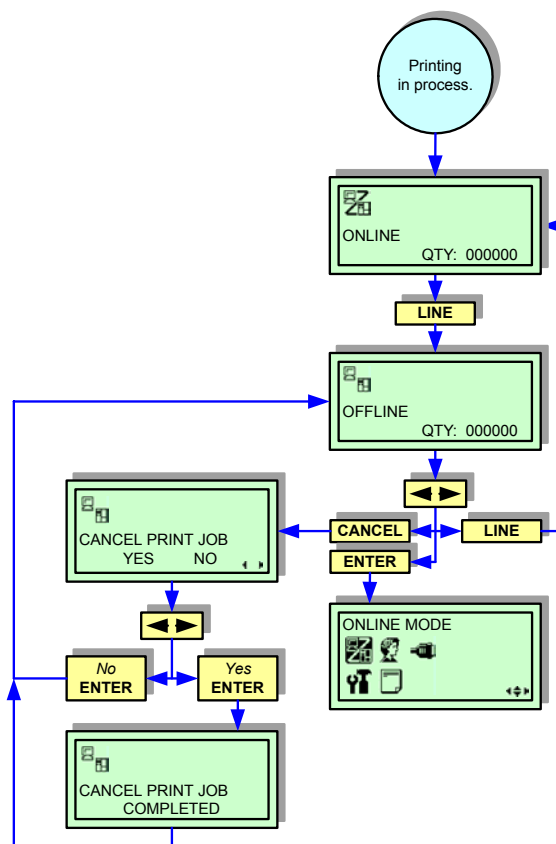 Printing
in process.
ONLINE
QTY: 000000
LINE
OFFLINE
QTY: 000000
CANCEL
LINE
ENTER
CANCEL PRINT JOB
YES NO
ONLINE MODE
No
ENTER
Yes
ENTER
CANCEL PRINT JOB
COMPLETED